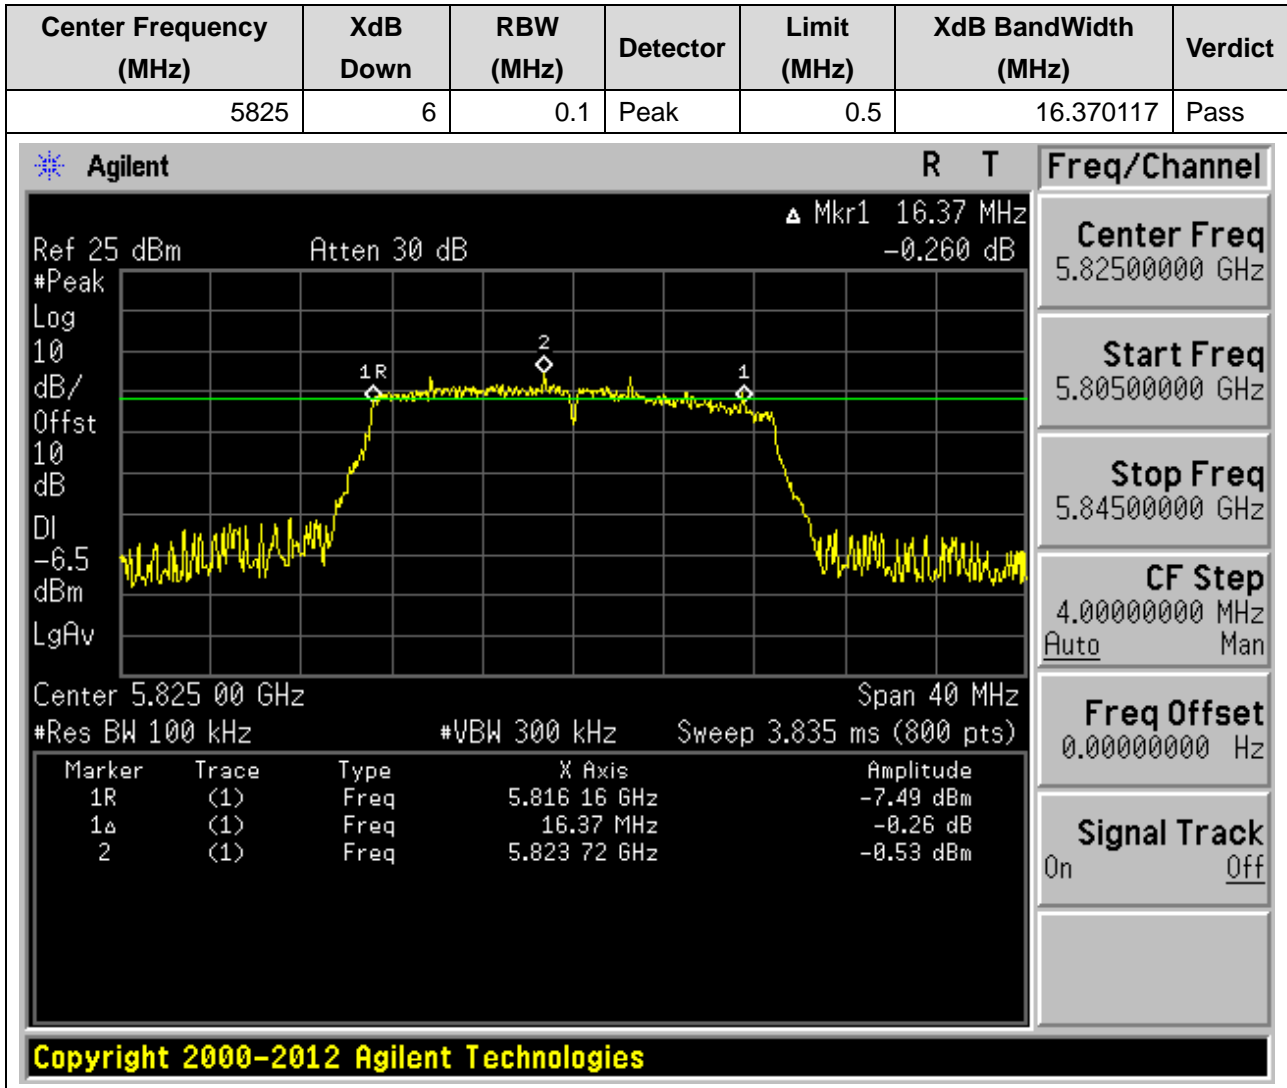 Center Frequency (MHz) XdB Down RBW (MHz) Detector Limit (MHz) XdB BandWidth (MHz) Verdict
5825 6 0.1 Peak 0.5 16.370117 Pass
Agilent R T
Δ Mkr1 16.37 MHz
Ref 25 dBm Atten 30 dB -0.260 dB
#Peak
Log
10
dB/
Offst
10
dB
DI
-6.5
dBm
LgAv
1R
2
1
Center 5.825 00 GHz Span 40 MHz
#Res BW 100 kHz #VBW 300 kHz Sweep 3.835 ms (800 pts)
Marker Trace Type X Axis Amplitude
1R (1) Freq 5.816 16 GHz -7.49 dBm
1Δ (1) Freq 16.37 MHz -0.26 dB
2 (1) Freq 5.823 72 GHz -0.53 dBm
Freq/Channel
Center Freq
5.82500000 GHz
Start Freq
5.80500000 GHz
Stop Freq
5.84500000 GHz
CF Step
4.00000000 MHz
Auto Man
Freq Offset
0.00000000 Hz
Signal Track
On Off
Copyright 2000-2012 Agilent Technologies